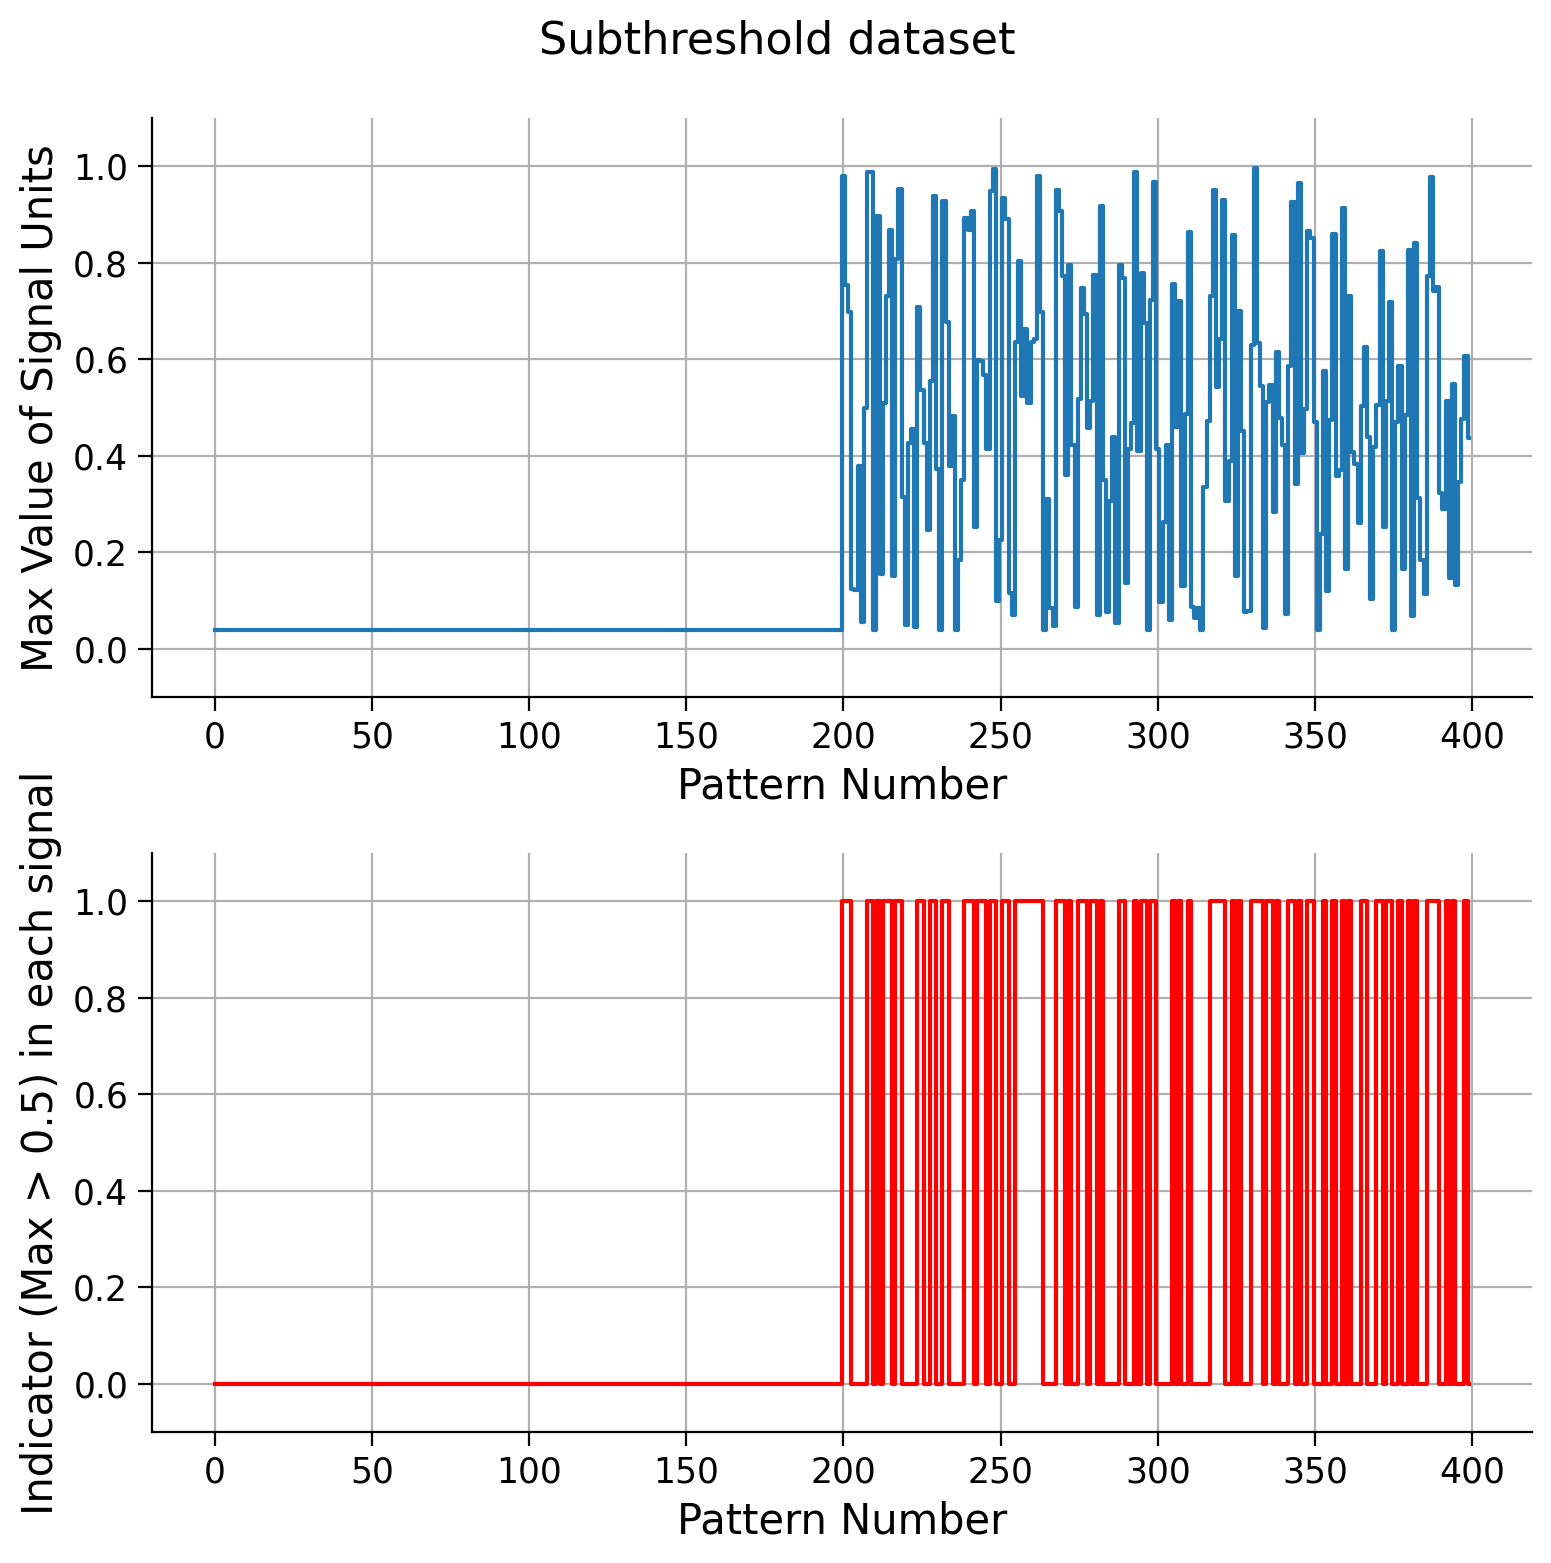 Subthreshold dataset
Max Value of Signal Units
1.0
0.8
0.6
0.4
0.2
0.0
0 50 100 150 200 250 300 350 400
Pattern Number
Indicator (Max > 0.5) in each signal
1.0
0.8
0.6
0.4
0.2
0.0
0 50 100 150 200 250 300 350 400
Pattern Number